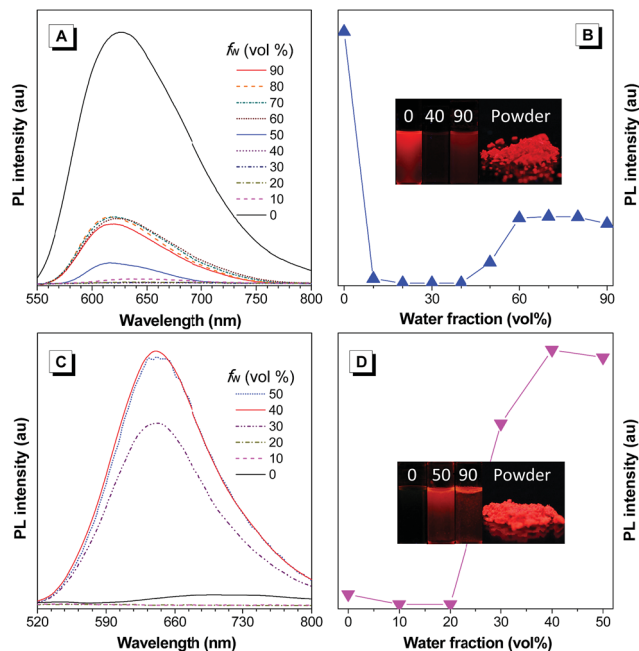 A
fw (vol %)
90
80
70
60
50
40
30
20
10
0
PL intensity (au)
550 600 650 700 750 800
Wavelength (nm)
B
0 40 90 Powder
PL intensity (au)
0 10 20 30 40 50 60 70 80 90
Water fraction (vol%)
C
fw (vol %)
50
40
30
20
10
0
PL intensity (au)
520 590 660 730 800
Wavelength (nm)
D
0 50 90 Powder
PL intensity (au)
0 10 20 30 40 50
Water fraction (vol%)